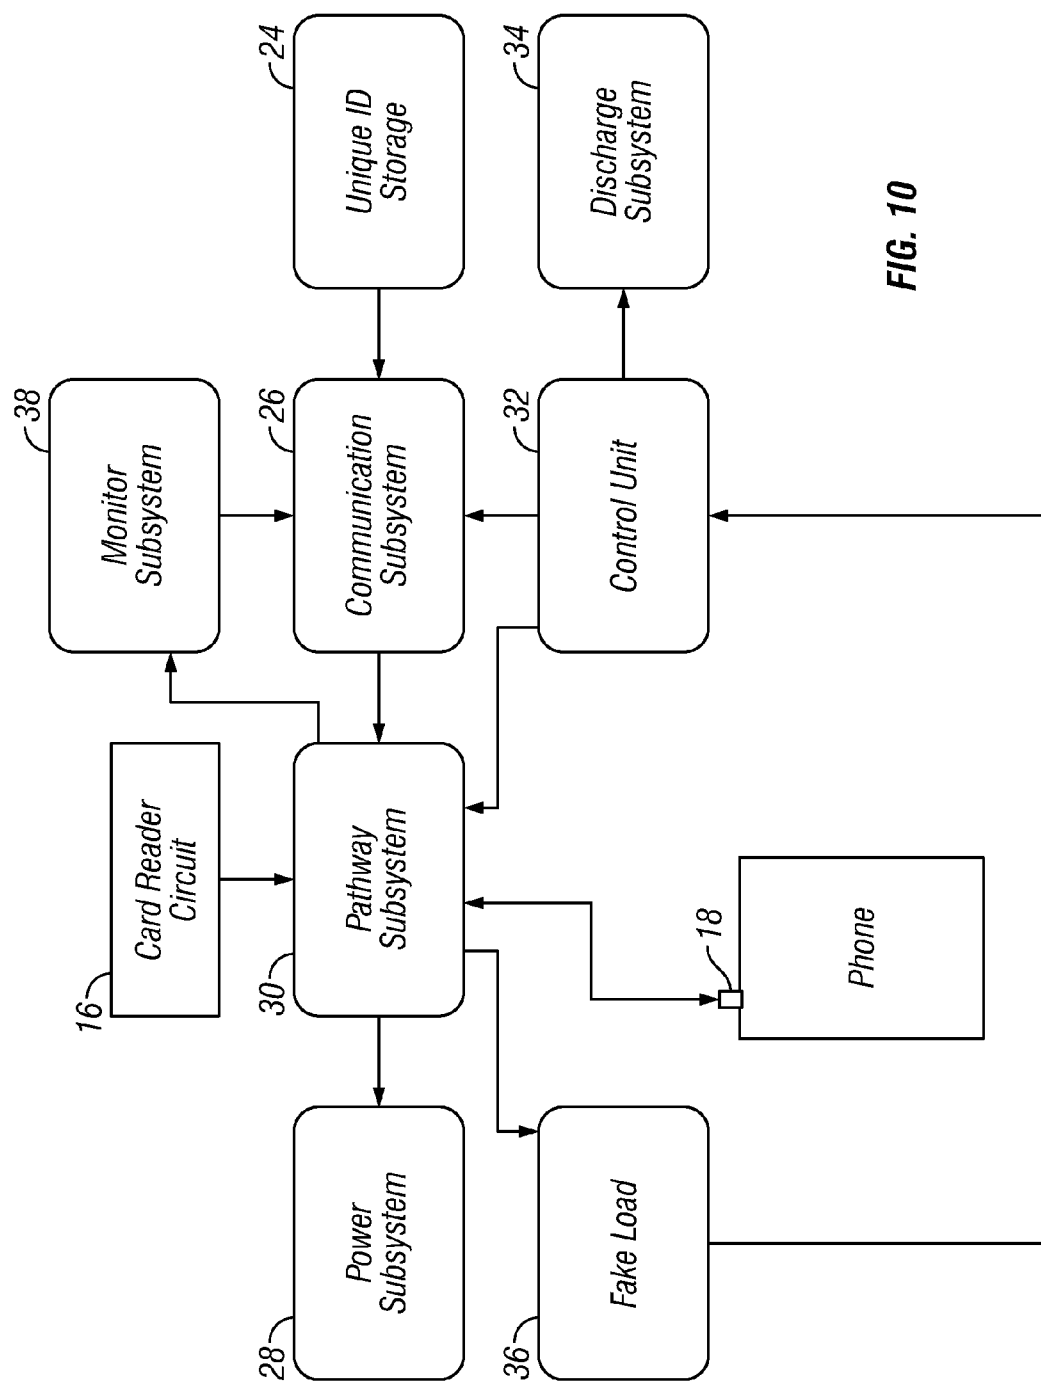 16
Card Reader
Circuit
38
Monitor
Subsystem
28
Power
Subsystem
30
Pathway
Subsystem
26
Communication
Subsystem
24
Unique ID
Storage
36
Fake Load
32
Control Unit
34
Discharge
Subsystem
18
Phone
FIG. 10